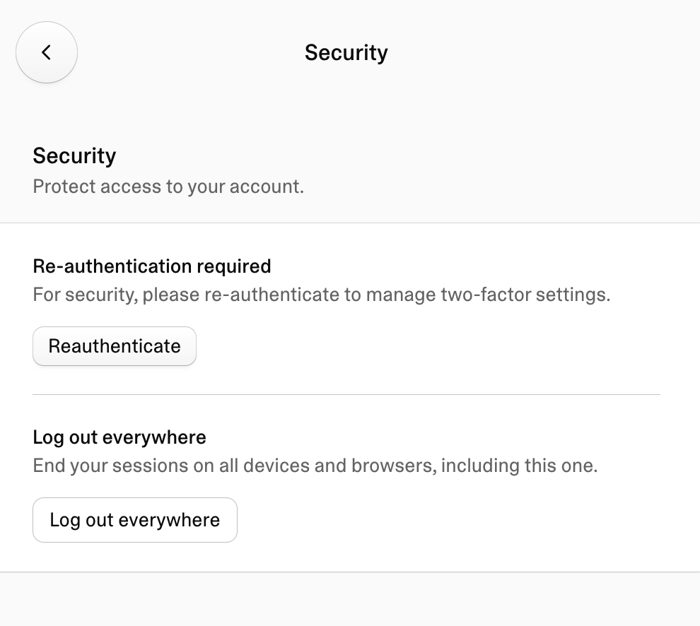 Security
Security
Protect access to your account.
Re-authentication required
For security, please re-authenticate to manage two-factor settings.
Reauthenticate
Log out everywhere
End your sessions on all devices and browsers, including this one.
Log out everywhere